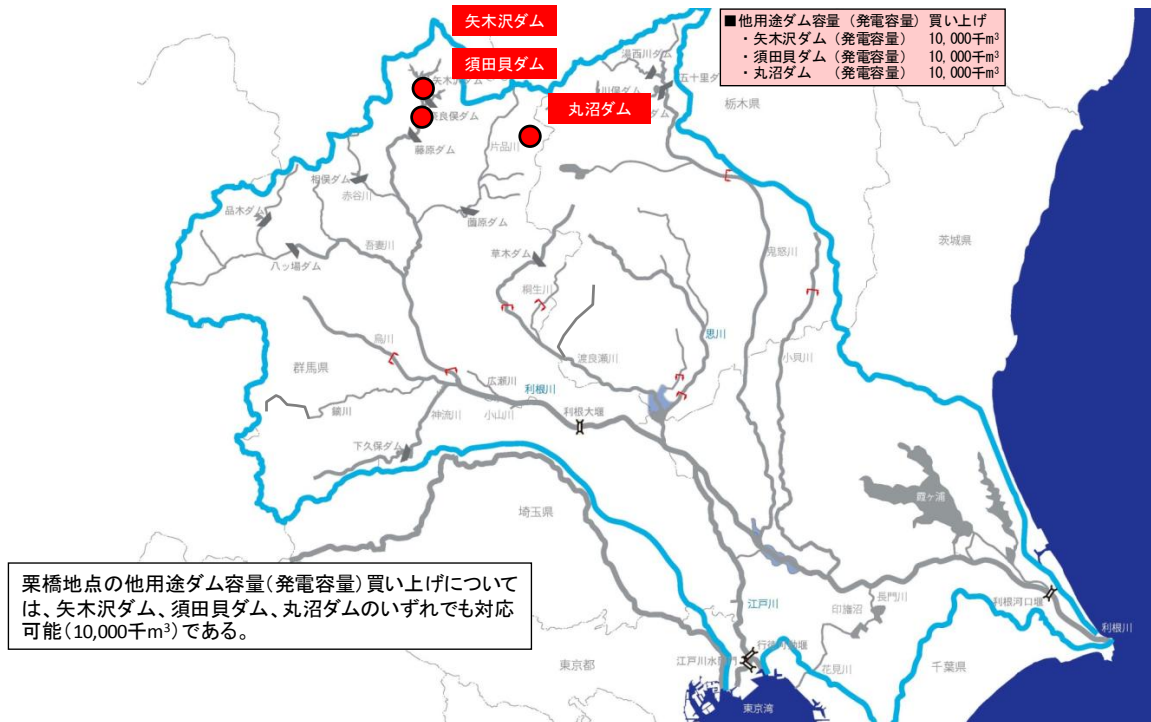 矢木沢ダム
須田貝ダム
丸沼ダム
■他用途ダム容量(発電容量)買い上げ
・矢木沢ダム(発電容量) 10,000千m³
・須田貝ダム(発電容量) 10,000千m³
・丸沼ダム (発電容量) 10,000千m³
湯西川ダム
五十里ダ
川俣ダム
栃木県
矢木沢ダム
奈良俣ダム
藤原ダム
片品川
相俣ダム
赤谷川
品木ダム
薗原ダム
吾妻川
八ッ場ダム
草木ダム
鬼怒川
茨城県
桐生川
思川
渡良瀬川
小貝川
烏川
群馬県
広瀬川
利根川
鏑川
神流川
小山川
利根大堰
下久保ダム
埼玉県
霞ヶ浦
栗橋地点の他用途ダム容量(発電容量)買い上げについて
は、矢木沢ダム、須田貝ダム、丸沼ダムのいずれでも対応
可能(10,000千m³)である。
江戸川
印旛沼
長門川
利根河口堰
利根川
行徳可動堰
江戸川水閘門
花見川
千葉県
東京都
東京湾